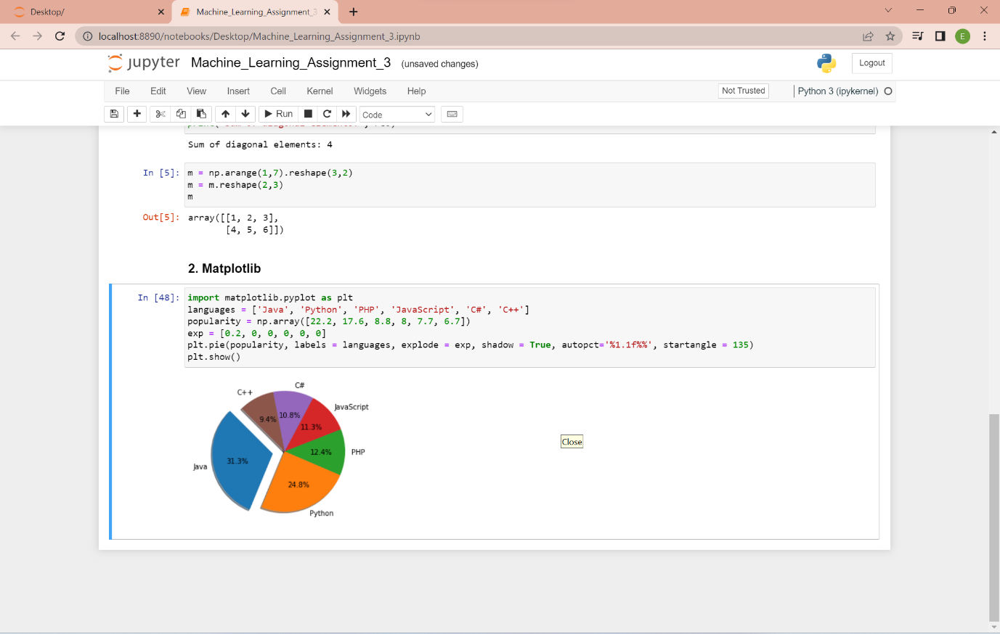 Desktop/
Machine_Learning_Assignment_3
localhost:8890/notebooks/Desktop/Machine_Learning_Assignment_3.ipynb
E
jupyter Machine_Learning_Assignment_3 (unsaved changes)
Logout
File Edit View Insert Cell Kernel Widgets Help
Not Trusted
Python 3 (ipykernel)
Run
Code
Sum of diagonal elements: 4
In [5]: m = np.arange(1,7).reshape(3,2)
m = m.reshape(2,3)
m
Out[5]: array([[1, 2, 3],
[4, 5, 6]])
2. Matplotlib
In [48]: import matplotlib.pyplot as plt
languages = ['Java', 'Python', 'PHP', 'JavaScript', 'C#', 'C++']
popularity = np.array([22.2, 17.6, 8.8, 8, 7.7, 6.7])
exp = [0.2, 0, 0, 0, 0, 0]
plt.pie(popularity, labels = languages, explode = exp, shadow = True, autopct='%1.1f%%', startangle = 135)
plt.show()
C#
C++
JavaScript
10.8%
9.4%
11.3%
Close
12.4%
PHP
31.3%
Java
24.8%
Python